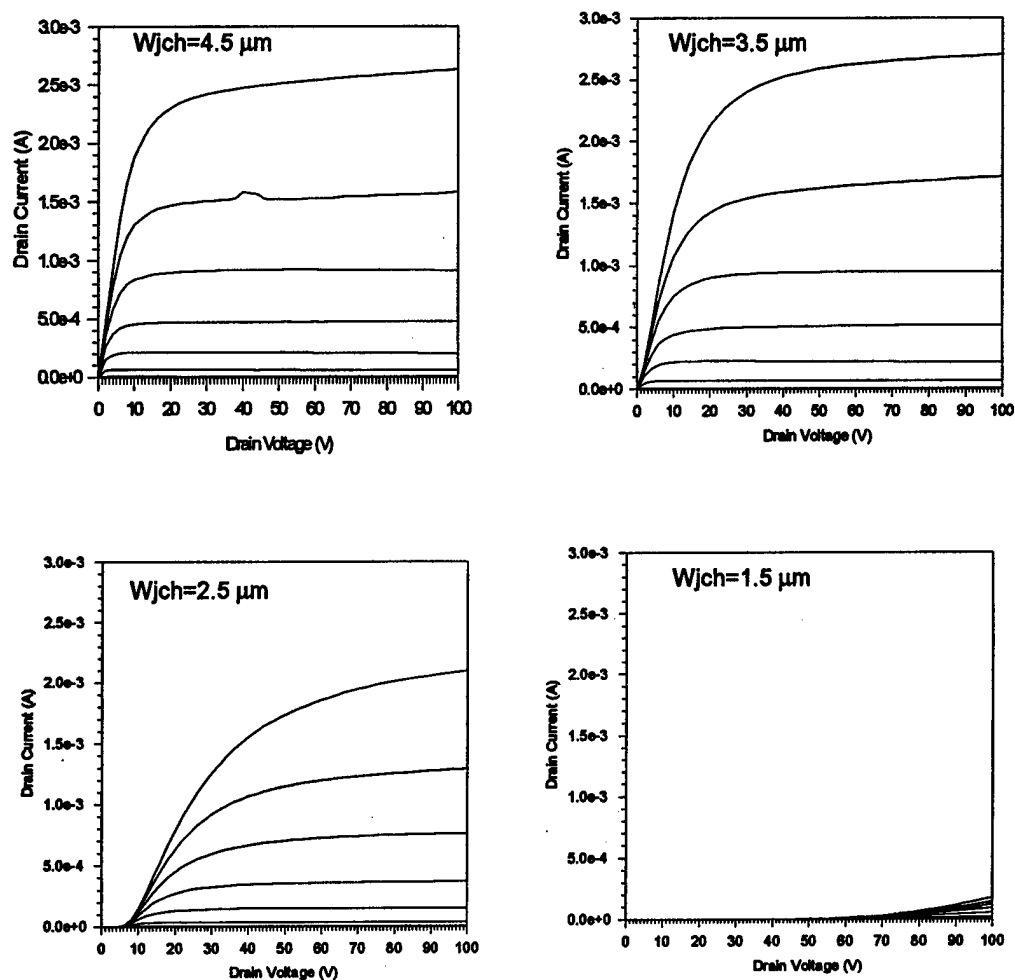 Wjch=4.5 µm
3.0e-3
2.5e-3
2.0e-3
1.5e-3
1.0e-3
5.0e-4
0.0e+0
Drain Current (A)
0 10 20 30 40 50 60 70 80 90 100
Drain Voltage (V)
Wjch=3.5 µm
3.0e-3
2.5e-3
2.0e-3
1.5e-3
1.0e-3
5.0e-4
0.0e+0
Drain Current (A)
0 10 20 30 40 50 60 70 80 90 100
Drain Voltage (V)
Wjch=2.5 µm
3.0e-3
2.5e-3
2.0e-3
1.5e-3
1.0e-3
5.0e-4
0.0e+0
Drain Current (A)
0 10 20 30 40 50 60 70 80 90 100
Drain Voltage (V)
Wjch=1.5 µm
3.0e-3
2.5e-3
2.0e-3
1.5e-3
1.0e-3
5.0e-4
0.0e+0
Drain Current (A)
0 10 20 30 40 50 60 70 80 90 100
Drain Voltage (V)